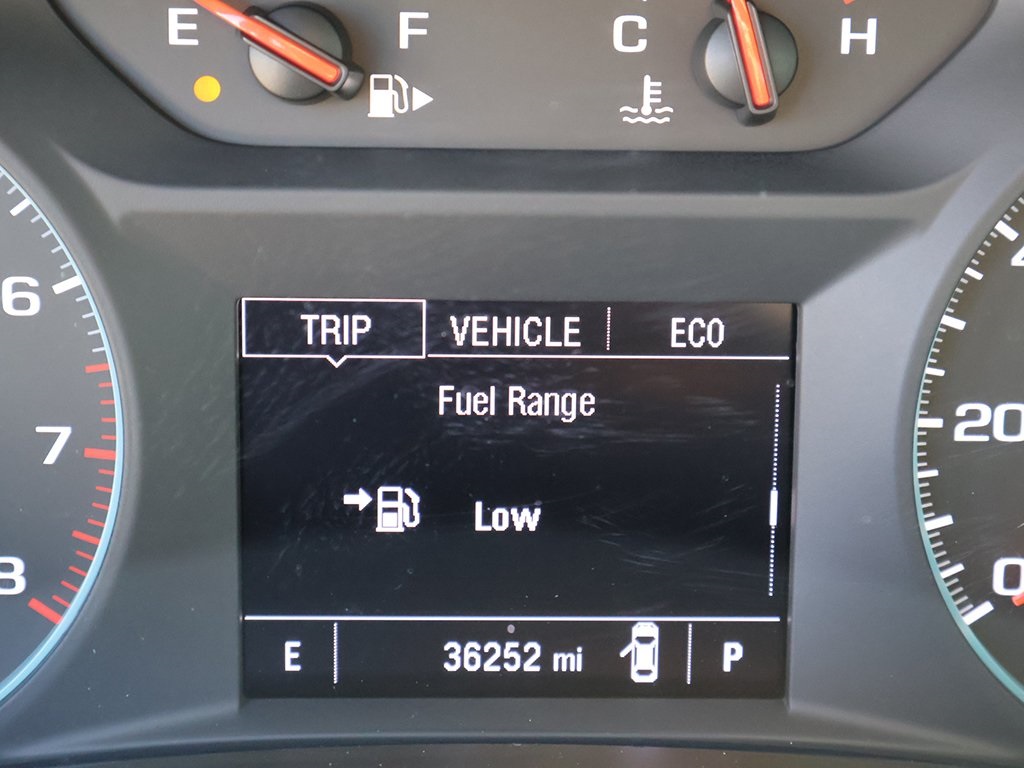 E F C H
TRIP VEHICLE ECO
Fuel Range
Low
6
7
8
20
0
E 36252 mi P